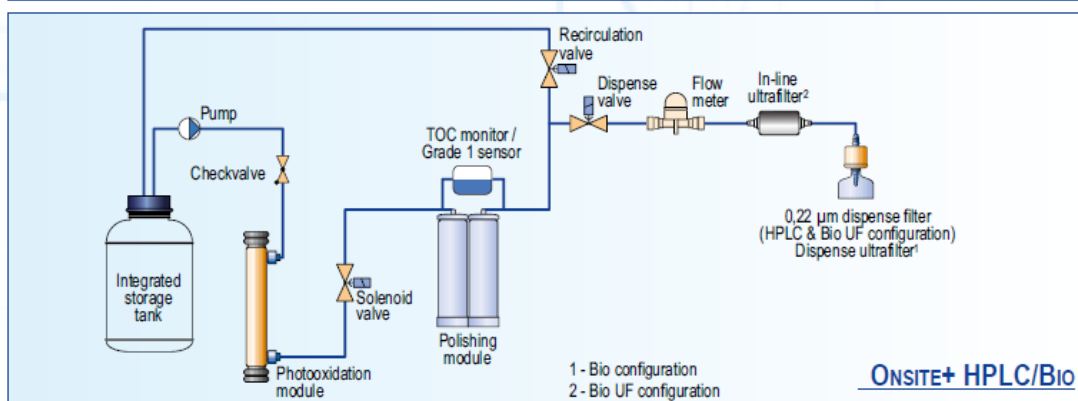 Recirculation
valve
Dispense
valve
Flow
meter
In-line
ultrafilter²
Pump
TOC monitor /
Grade 1 sensor
Checkvalve
0,22 µm dispense filter
(HPLC & Bio UF configuration)
Dispense ultrafilter¹
Integrated
storage
tank
Solenoid
valve
Polishing
module
Photooxidation
module
1 - Bio configuration
2 - Bio UF configuration
ONSITE+ HPLC/BIO